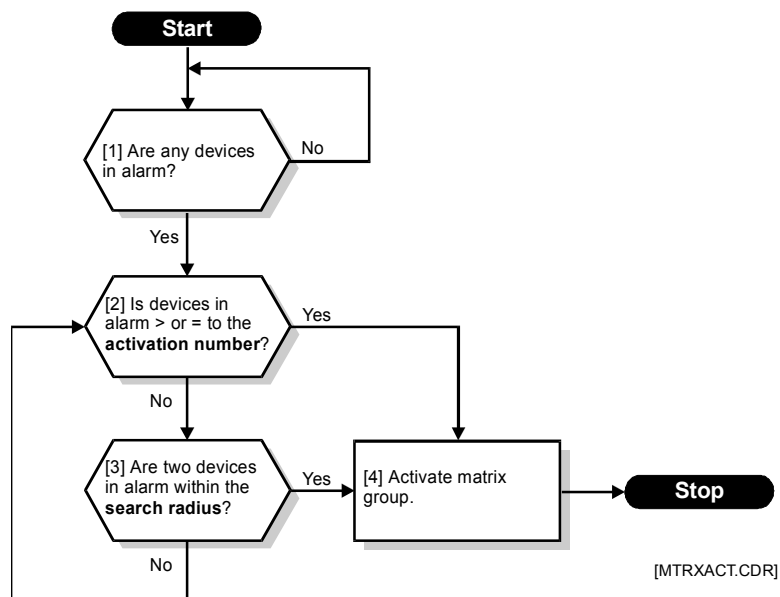 Start
[1] Are any devices
in alarm?
No
Yes
[2] Is devices in
alarm > or = to the
activation number?
Yes
No
[3] Are two devices
in alarm within the
search radius?
Yes
[4] Activate matrix
group.
Stop
No
[MTRXACT.CDR]